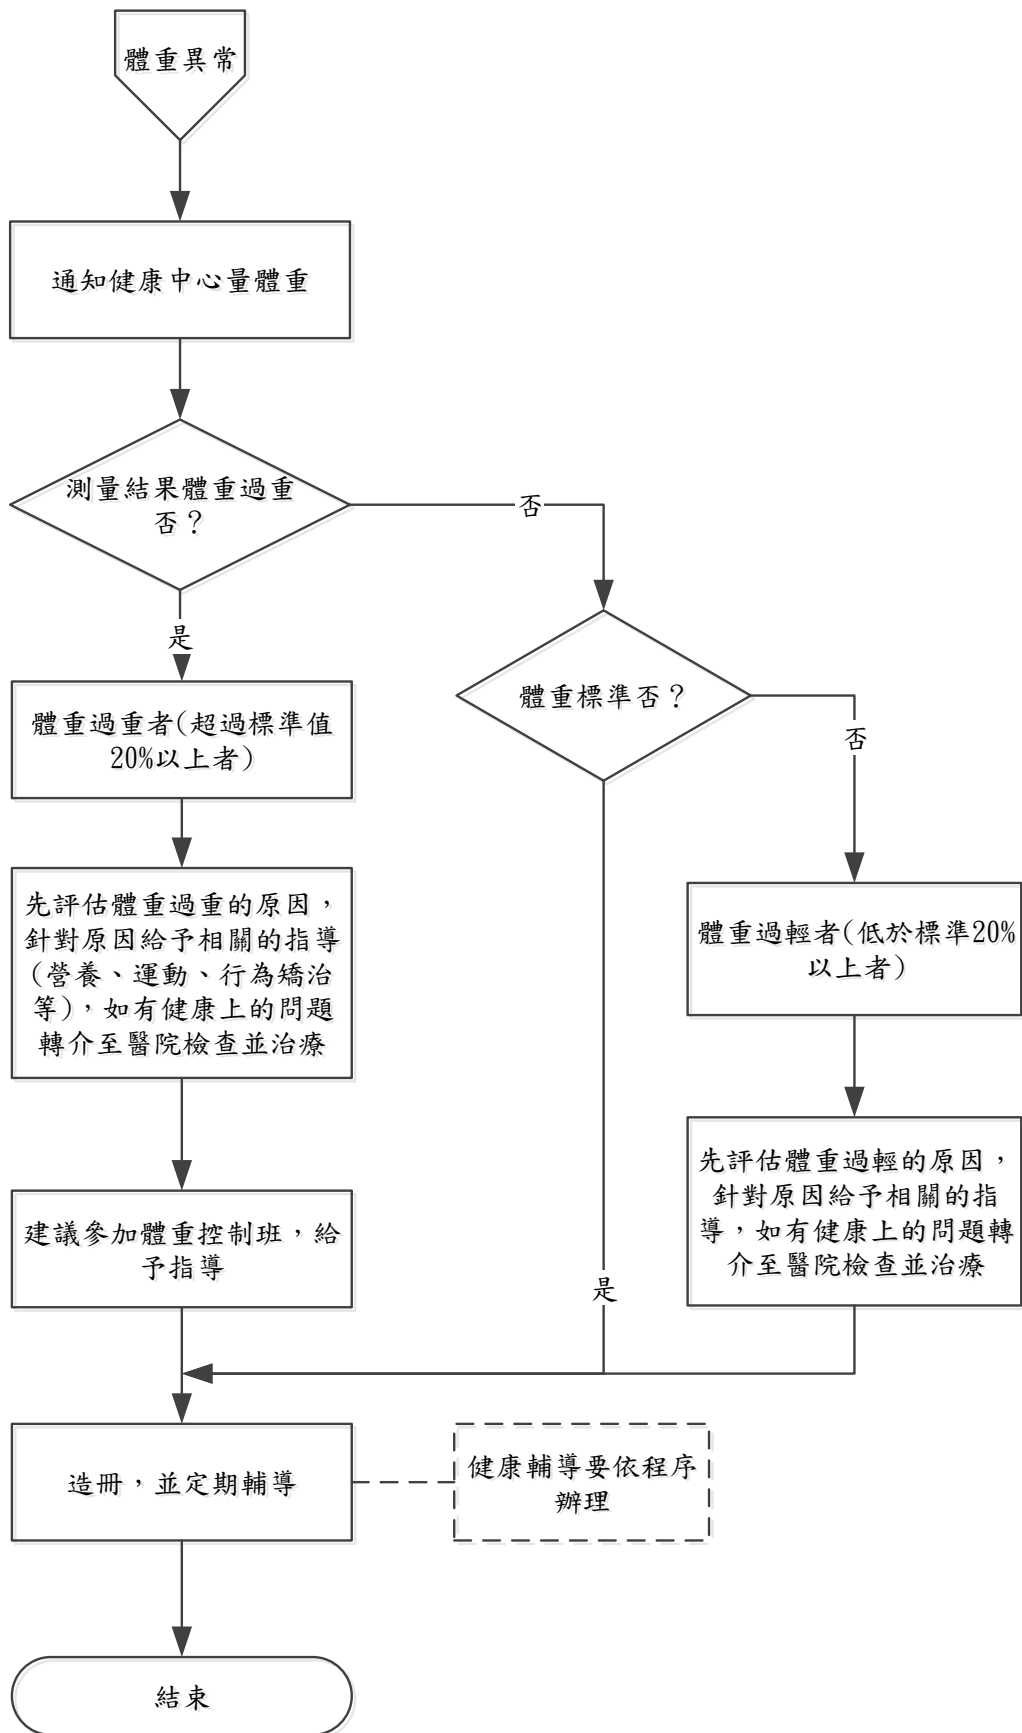 體重異常
通知健康中心量體重
測量結果體重過重
否？
否
是
體重標準否？
否
體重過重者(超過標準值
20%以上者)
先評估體重過重的原因，
針對原因給予相關的指導
(營養、運動、行為矯治
等)，如有健康上的問題
轉介至醫院檢查並治療
體重過輕者(低於標準20%
以上者)
先評估體重過輕的原因，
針對原因給予相關的指
導，如有健康上的問題轉
介至醫院檢查並治療
建議參加體重控制班，給
予指導
是
造冊，並定期輔導
健康輔導要依程序
辦理
結束